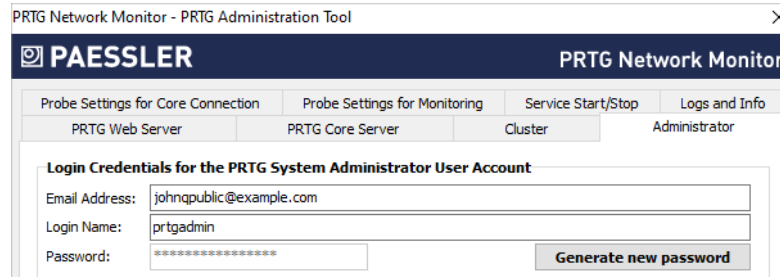 PRTG Network Monitor - PRTG Administration Tool
PAESSLER
PRTG Network Monitor
Probe Settings for Core Connection
Probe Settings for Monitoring
Service Start/Stop
Logs and Info
PRTG Web Server
PRTG Core Server
Cluster
Administrator
Login Credentials for the PRTG System Administrator User Account
Email Address: johnqpublic@example.com
Login Name: prtgadmin
Password: ****************
Generate new password